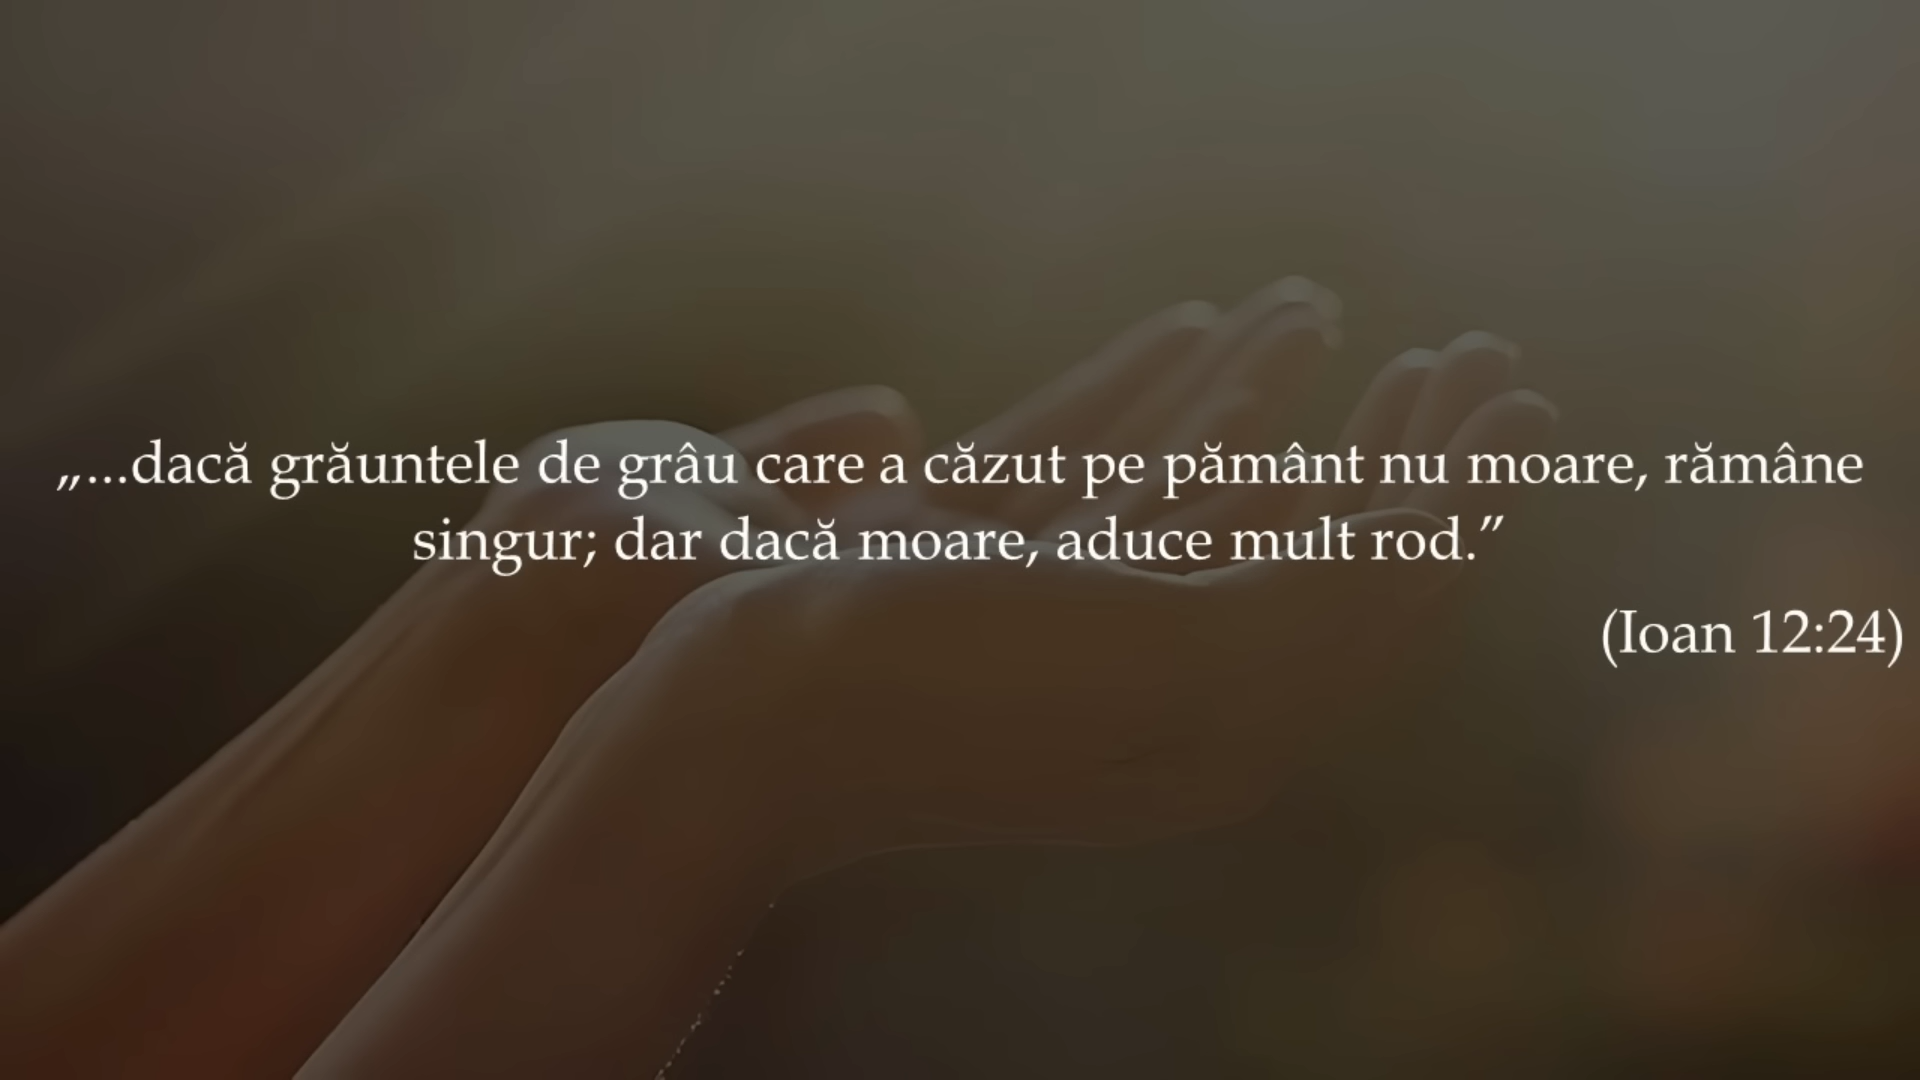 „...dacă grăuntele de grâu care a căzut pe pământ nu moare, rămâne
singur; dar dacă moare, aduce mult rod.”
(Ioan 12:24)